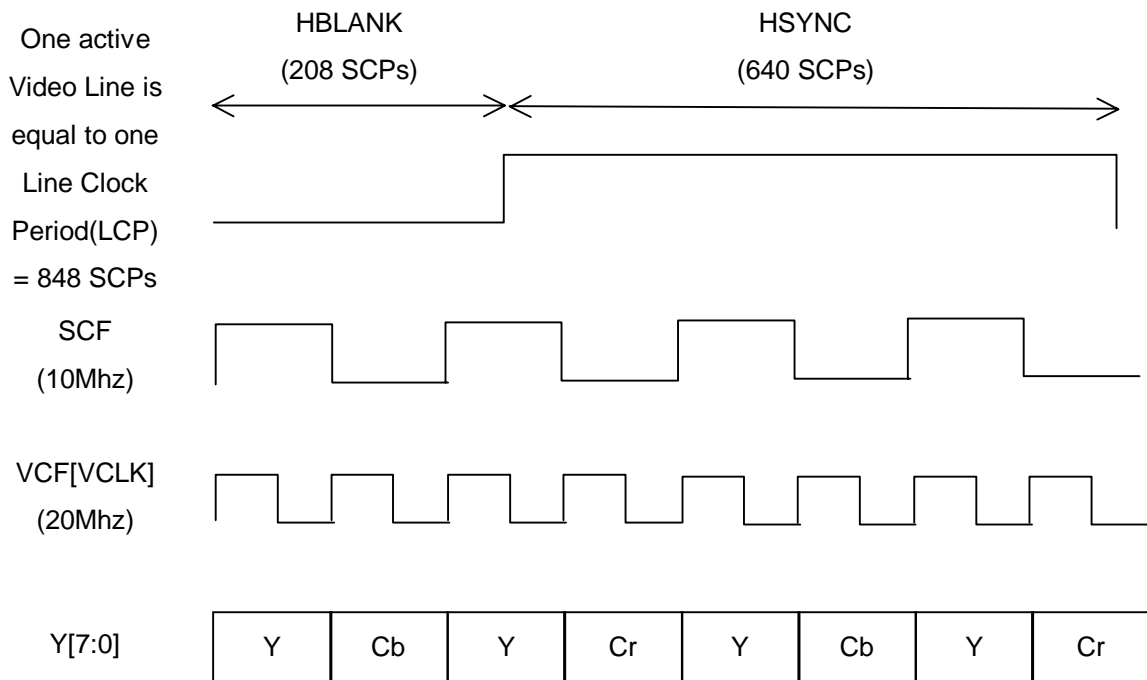 One active
Video Line is
equal to one
Line Clock
Period(LCP)
= 848 SCPs
HBLANK
(208 SCPs)
HSYNC
(640 SCPs)
SCF
(10Mhz)
VCF[VCLK]
(20Mhz)
Y[7:0]
Y Cb Y Cr Y Cb Y Cr